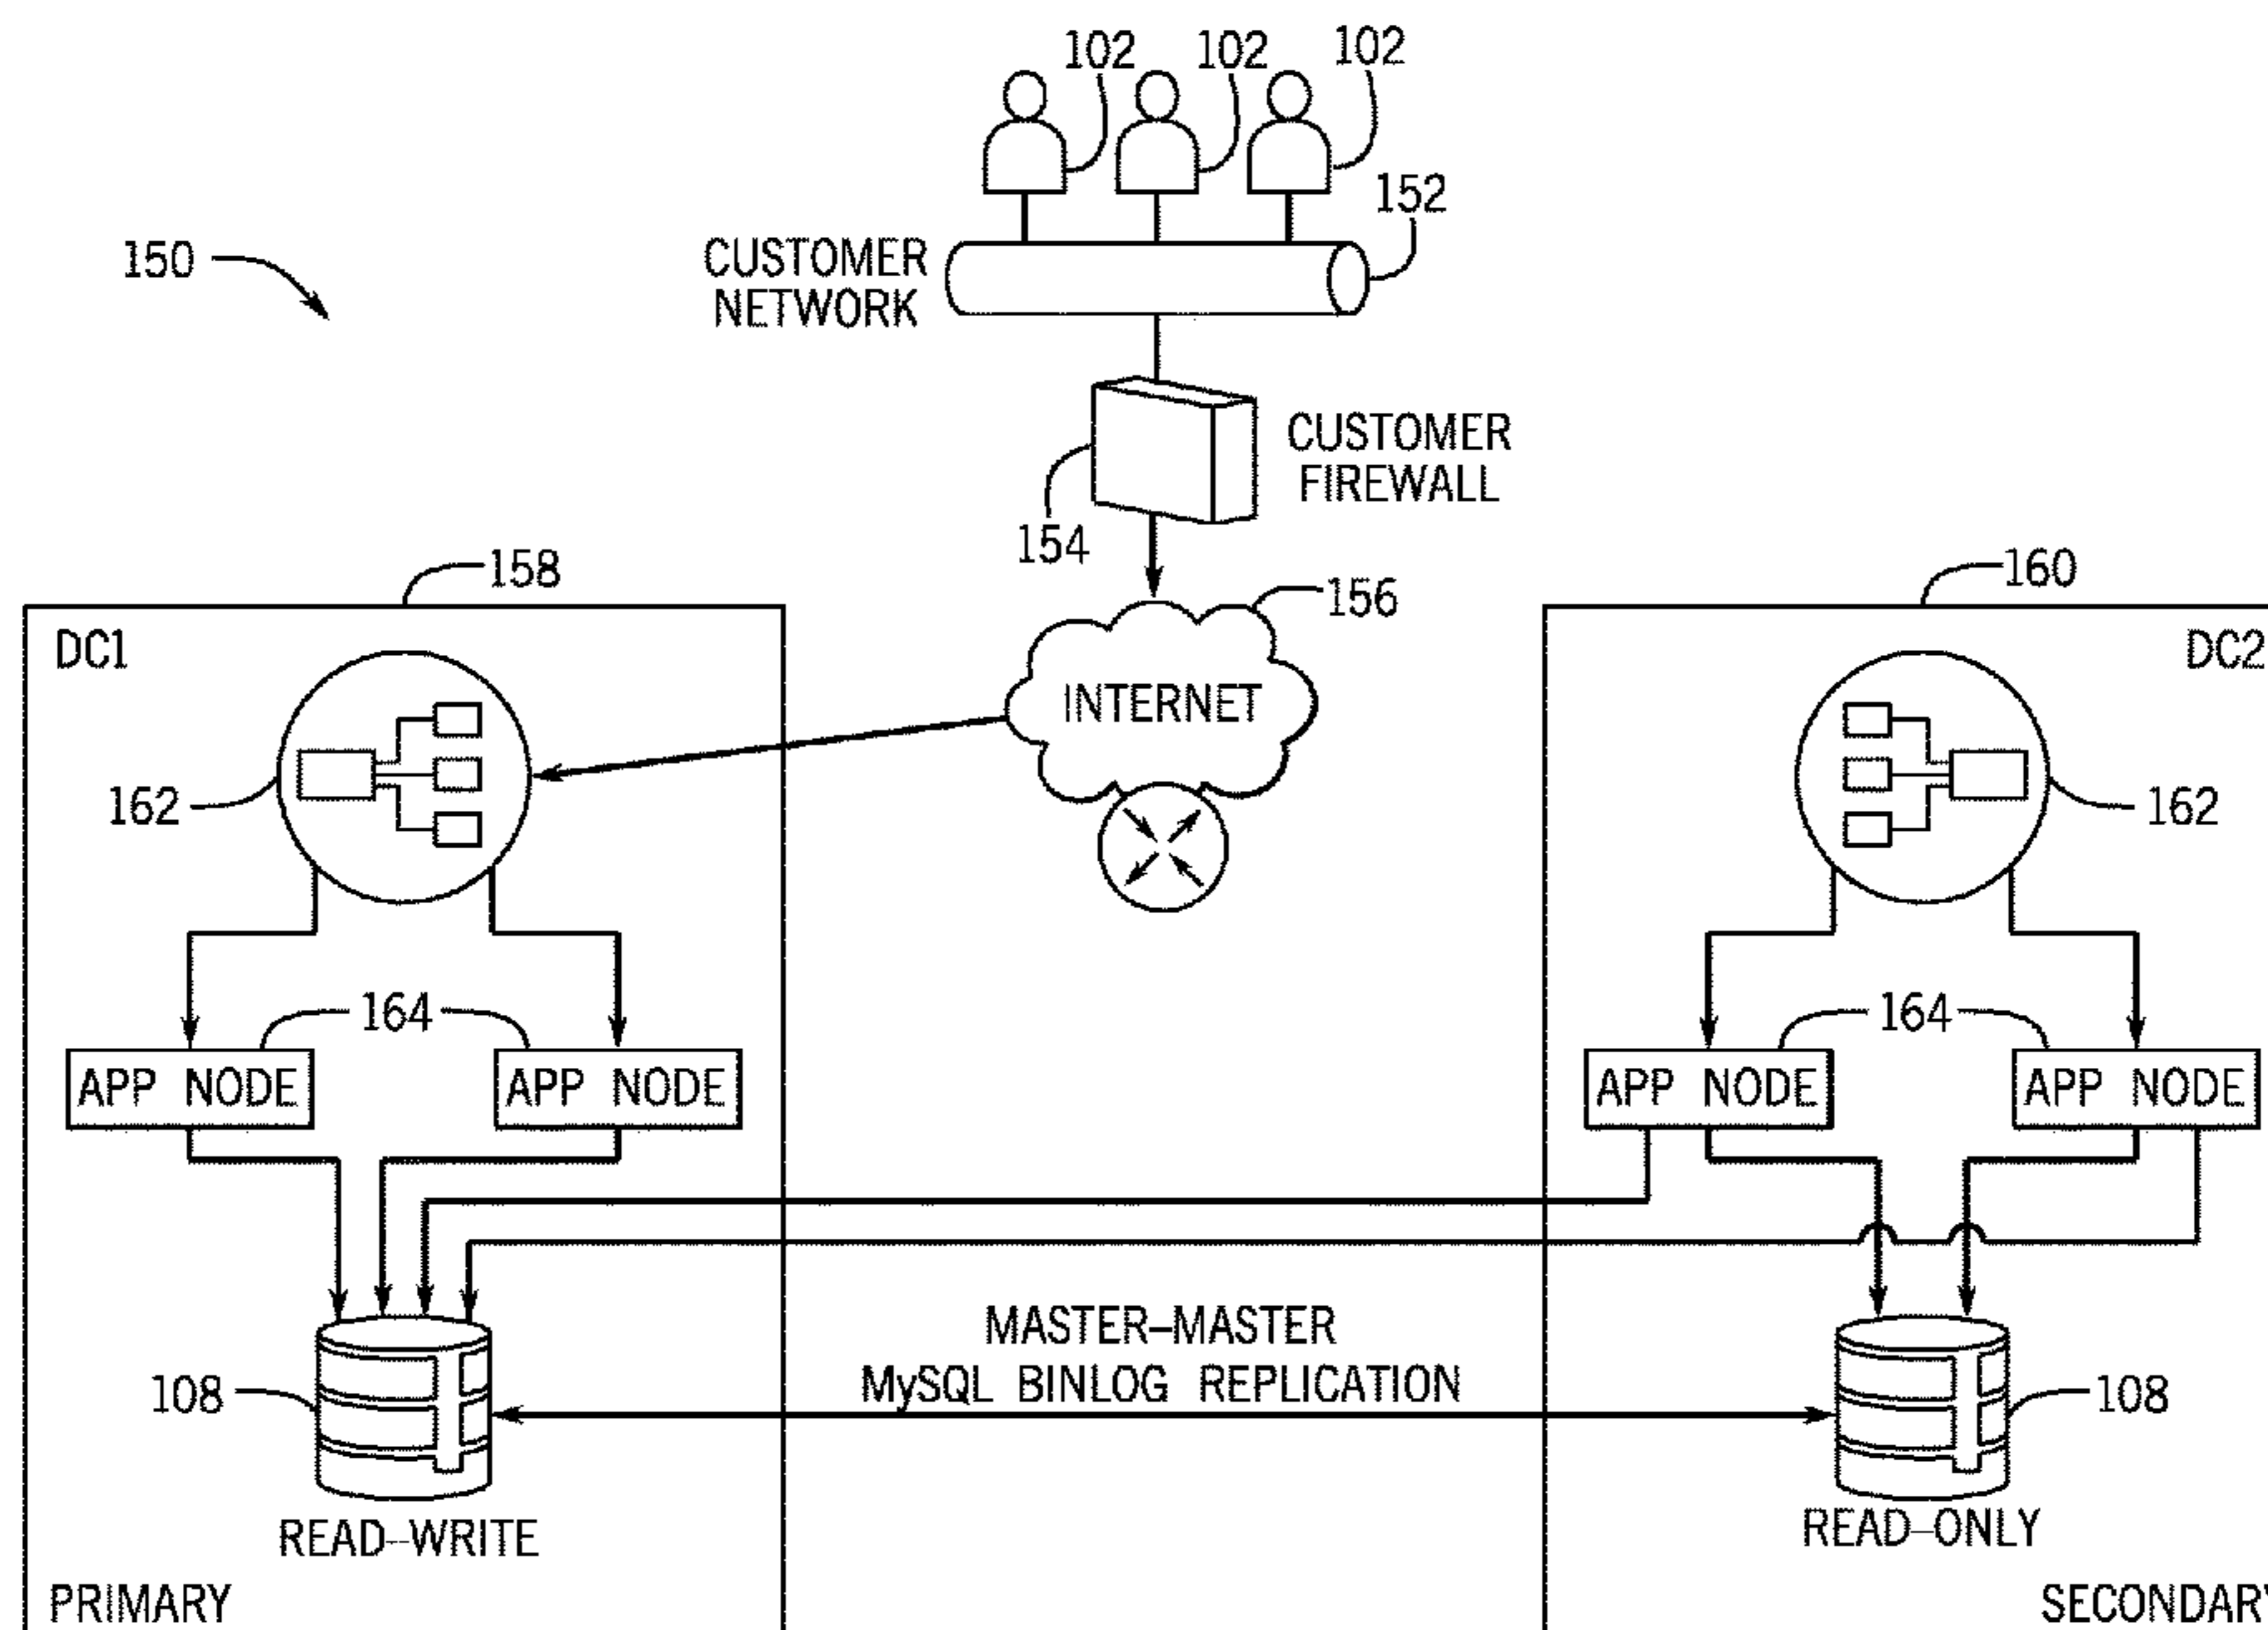 102 102 102
152
150
CUSTOMER
NETWORK
CUSTOMER
FIREWALL
154
158
156
160
DC1
DC2
INTERNET
162
162
164
164
APP NODE
APP NODE
APP NODE
APP NODE
MASTER–MASTER
MySQL BINLOG REPLICATION
108
108
READ–WRITE
READ–ONLY
PRIMARY
SECONDARY